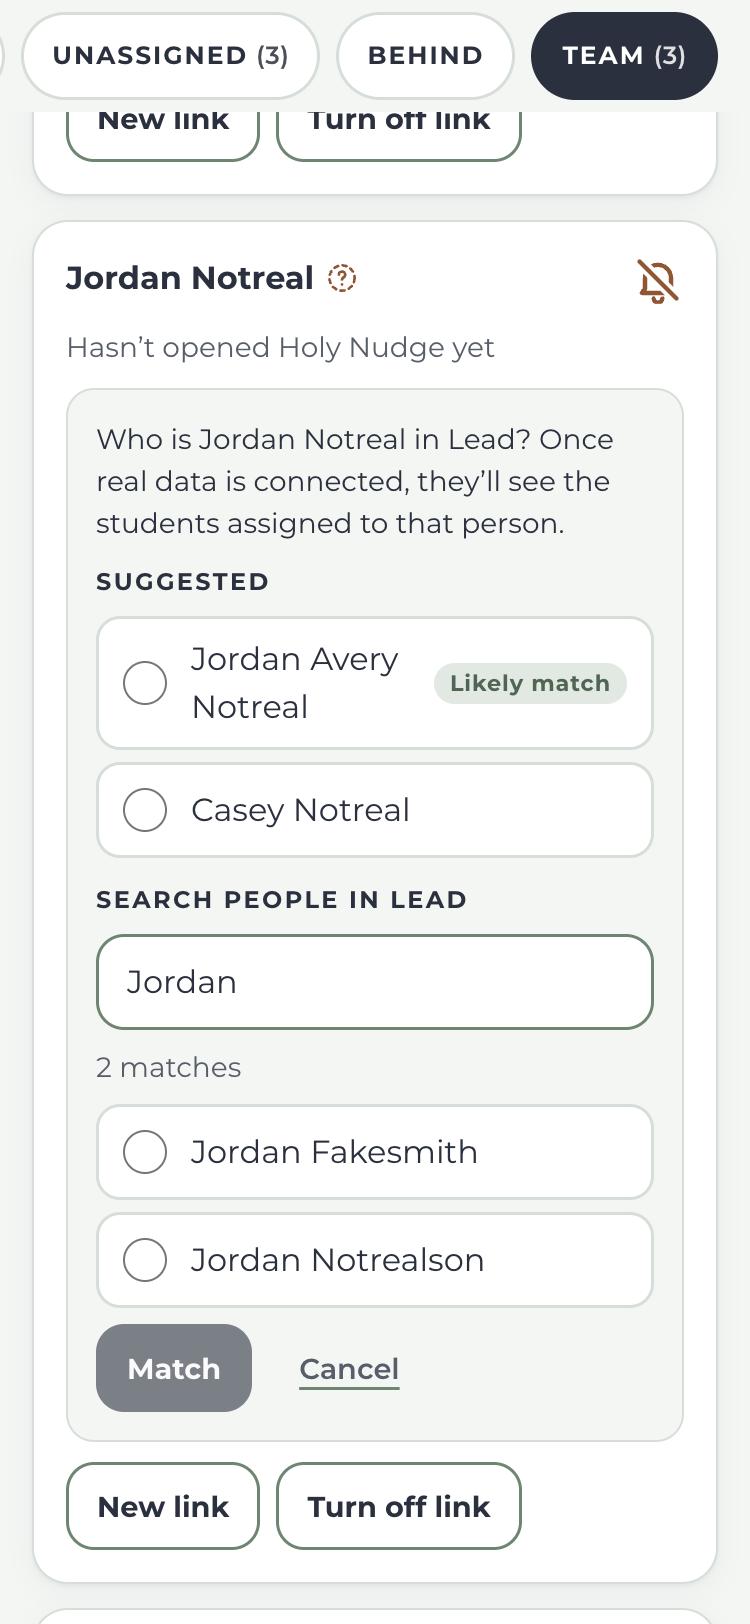 UNASSIGNED (3) BEHIND TEAM (3)
New link Turn off link
Jordan Notreal
Hasn’t opened Holy Nudge yet
Who is Jordan Notreal in Lead? Once
real data is connected, they’ll see the
students assigned to that person.
SUGGESTED
Jordan Avery
Notreal
Likely match
Casey Notreal
SEARCH PEOPLE IN LEAD
Jordan
2 matches
Jordan Fakesmith
Jordan Notrealson
Match Cancel
New link Turn off link